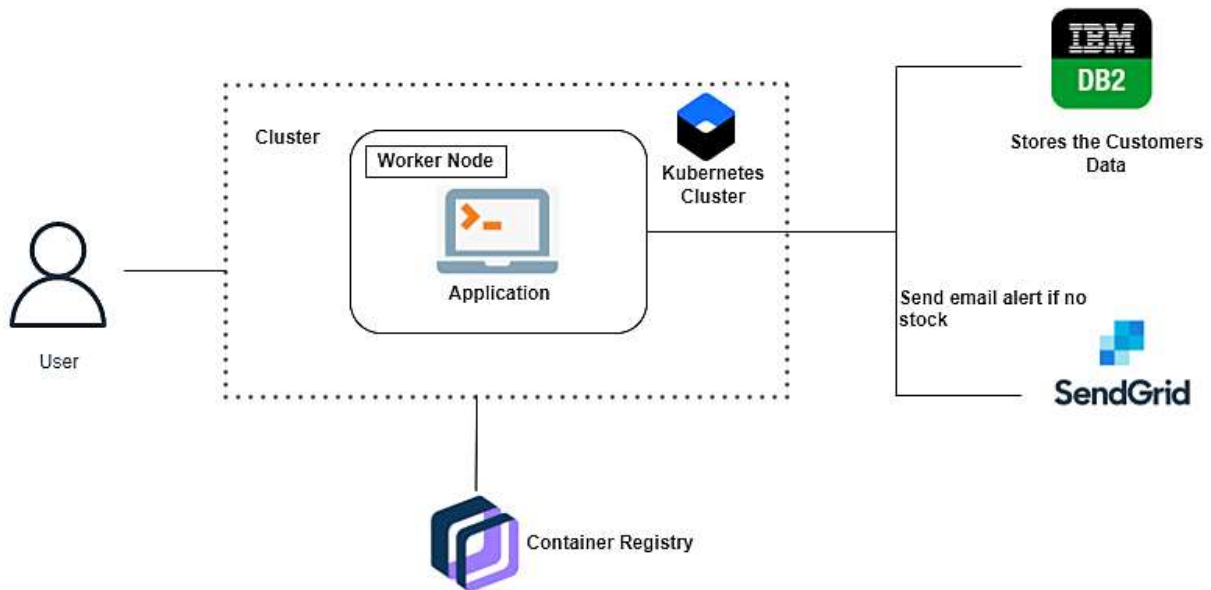 IBM
DB2
Stores the Customers
Data
Cluster
Worker Node
Kubernetes
Cluster
Application
User
Send email alert if no
stock
SendGrid
Container Registry